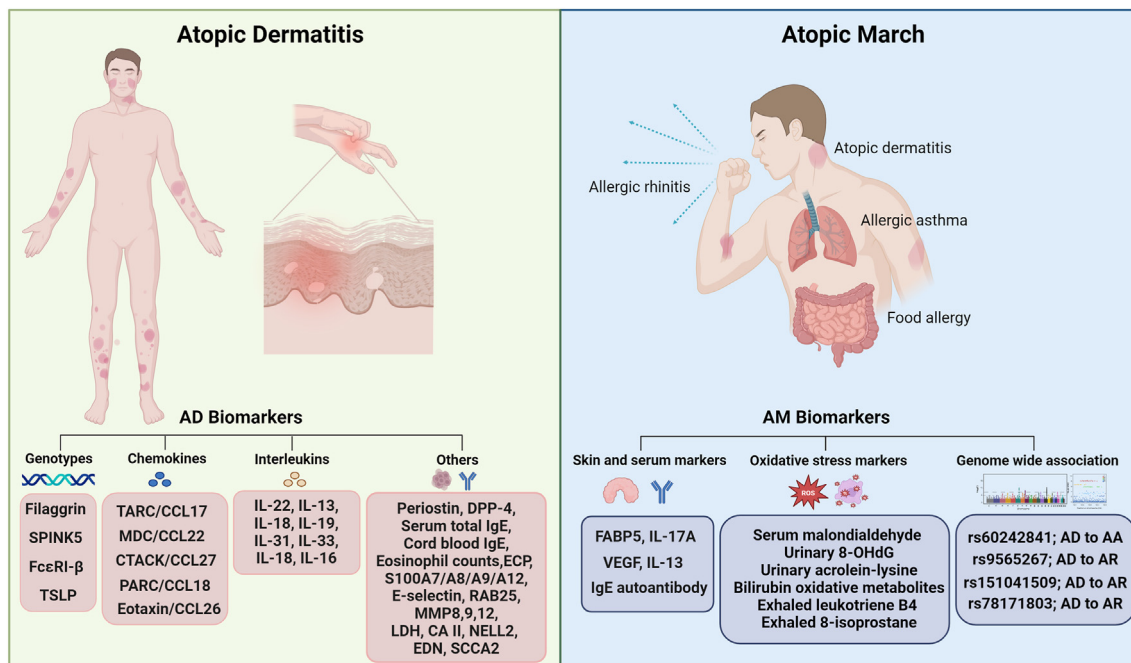 Atopic Dermatitis
AD Biomarkers
Genotypes
Filaggrin
SPINK5
FcεRI-β
TSLP
Chemokines
TARC/CCL17
MDC/CCL22
CTACK/CCL27
PARC/CCL18
Eotaxin/CCL26
Interleukins
IL-22, IL-13,
IL-18, IL-19,
IL-31, IL-33,
IL-18, IL-16
Others
Periostin, DPP-4,
Serum total IgE,
Cord blood IgE,
Eosinophil counts,ECP,
S100A7/A8/A9/A12,
E-selectin, RAB25,
MMP8,9,12,
LDH, CA II, NELL2,
EDN, SCCA2
Atopic March
Atopic dermatitis
Allergic rhinitis
Allergic asthma
Food allergy
AM Biomarkers
Skin and serum markers
FABP5, IL-17A
VEGF, IL-13
IgE autoantibody
Oxidative stress markers
ROS
Serum malondialdehyde
Urinary 8-OHdG
Urinary acrolein-lysine
Bilirubin oxidative metabolites
Exhaled leukotriene B4
Exhaled 8-isoprostane
Genome wide association
rs60242841; AD to AA
rs9565267; AD to AR
rs151041509; AD to AR
rs78171803; AD to AR